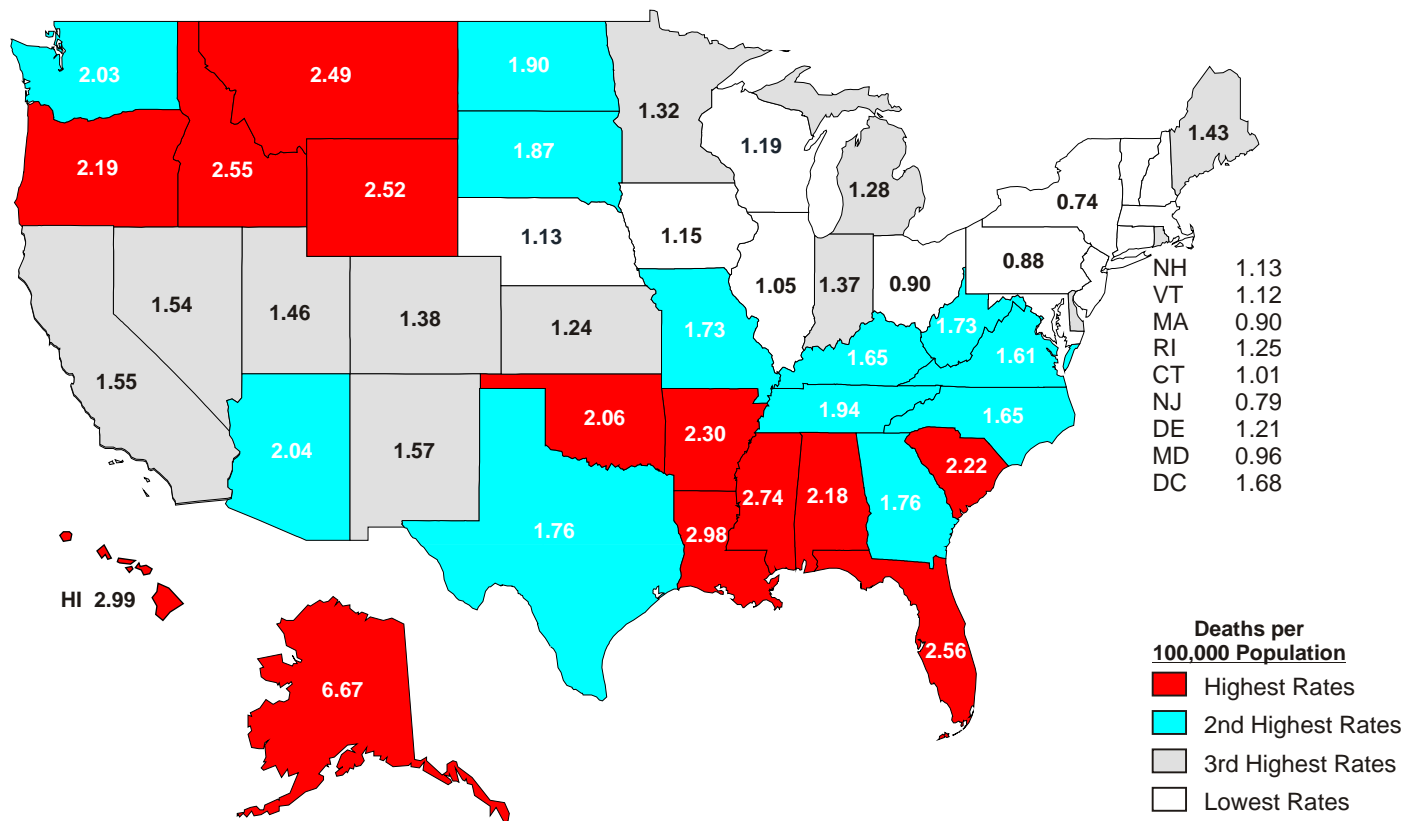 2.03
2.49
1.90
1.32
1.19
1.43
2.19
2.55
2.52
1.87
1.28
0.74
1.13
1.15
1.05
1.37
0.90
0.88
1.54
1.46
1.38
1.24
1.73
1.65
1.73
1.61
1.55
2.04
1.57
2.06
2.30
1.94
1.65
1.76
2.98
2.74
2.18
1.76
2.22
2.56
HI 2.99
6.67
NH 1.13
VT 1.12
MA 0.90
RI 1.25
CT 1.01
NJ 0.79
DE 1.21
MD 0.96
DC 1.68
Deaths per
100,000 Population
Highest Rates
2nd Highest Rates
3rd Highest Rates
Lowest Rates